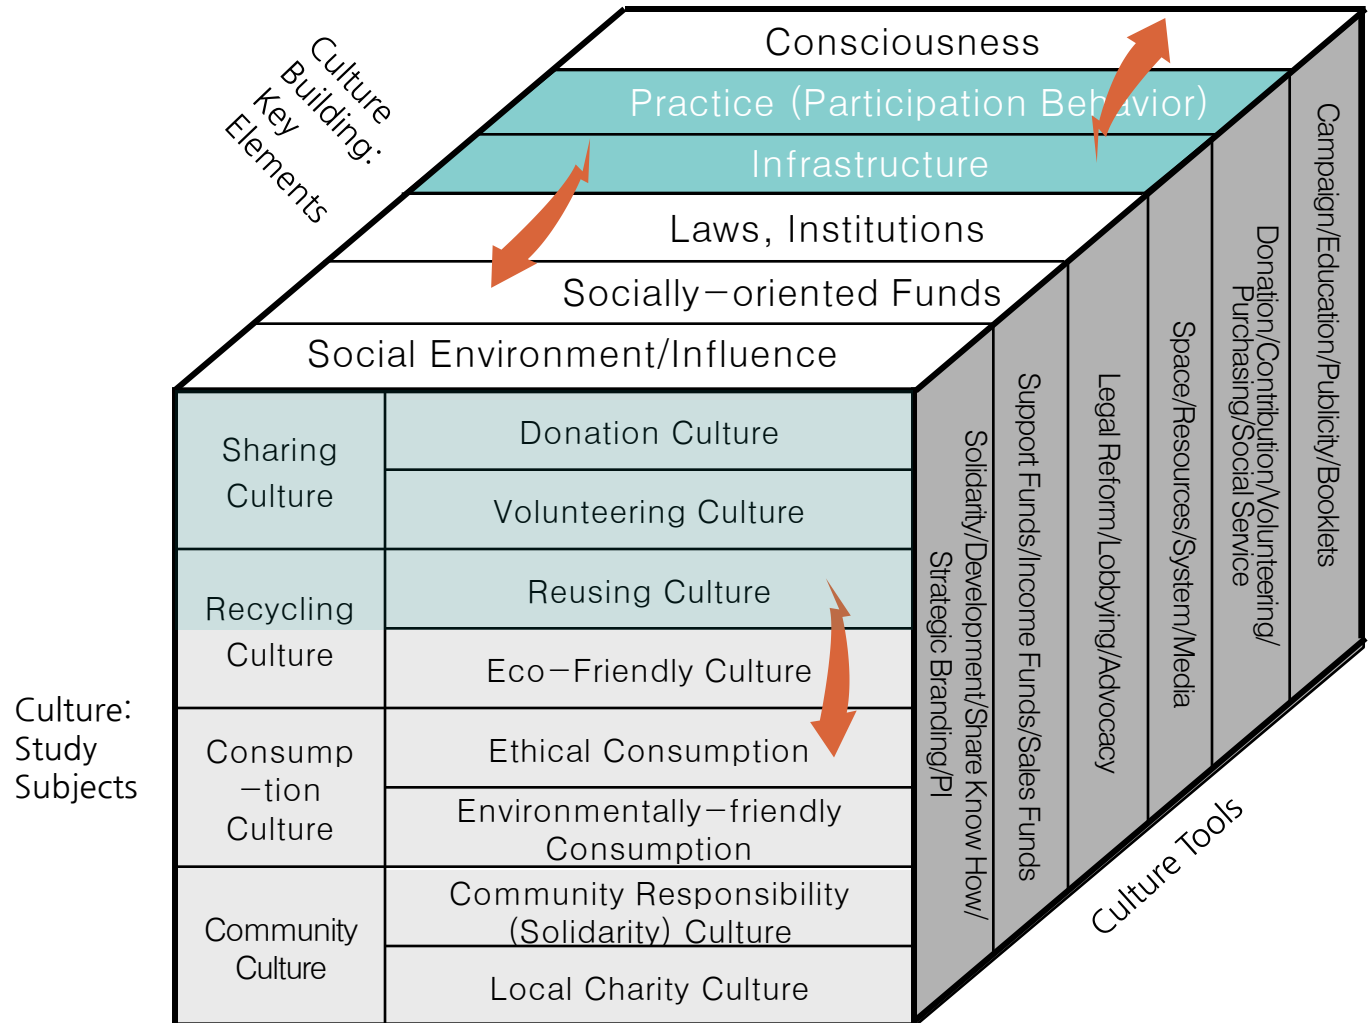 Culture
Building:
Key
Elements
Consciousness
Practice (Participation Behavior)
Infrastructure
Laws, Institutions
Socially-oriented Funds
Social Environment/Influence
Culture:
Study
Subjects
Sharing
Culture
Donation Culture
Volunteering Culture
Recycling
Culture
Reusing Culture
Eco-Friendly Culture
Consump
-tion
Culture
Ethical Consumption
Environmentally-friendly
Consumption
Community
Culture
Community Responsibility
(Solidarity) Culture
Local Charity Culture
Solidarity/Development/Share Know How/
Strategic Branding/PI
Support Funds/Income Funds/Sales Funds
Legal Reform/Lobbying/Advocacy
Space/Resources/System/Media
Donation/Contribution/Volunteering/
Purchasing/Social Service
Campaign/Education/Publicity/Booklets
Culture Tools